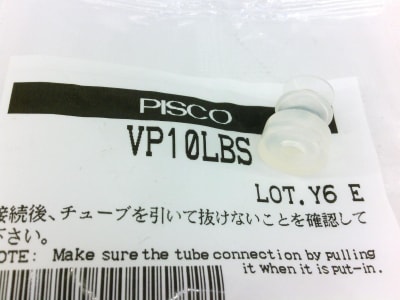 PISCO
VP10LBS
LOT.Y6 E
接続後、チューブを引いて抜けないことを確認して
下さい。
NOTE: Make sure the tube connection by pulling
it when it is put-in.